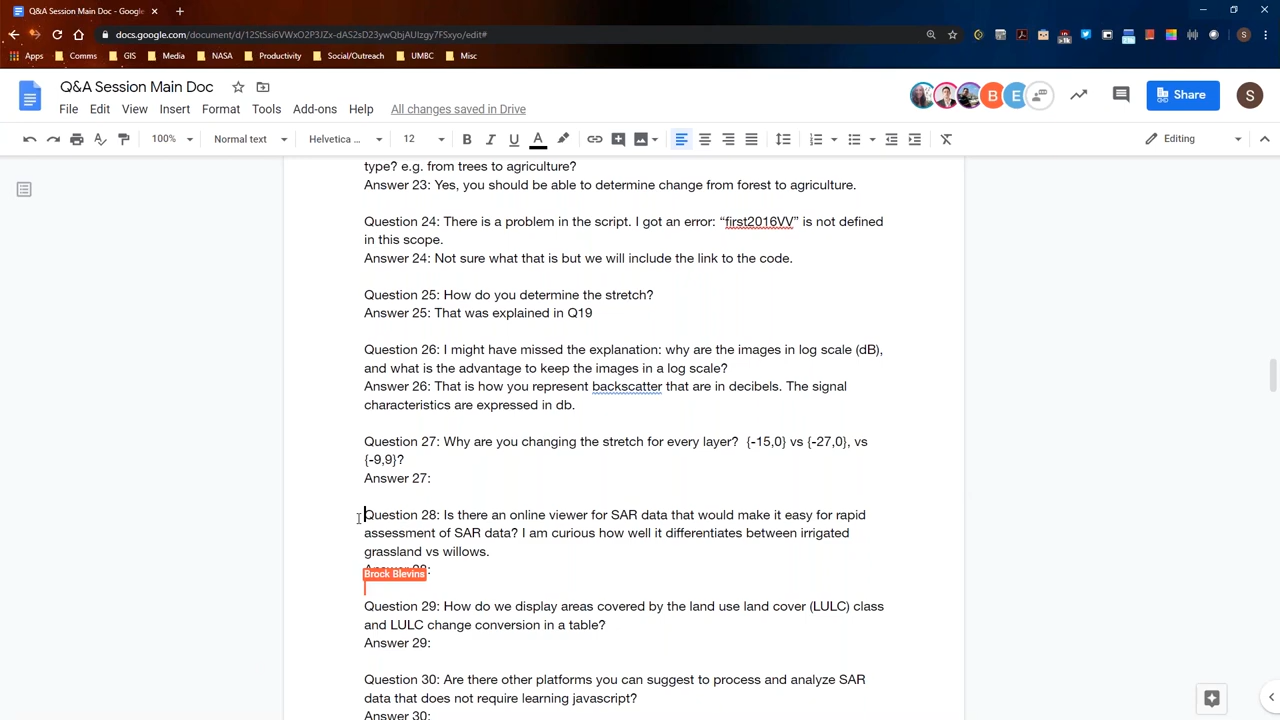 Q&A Session Main Doc - Google
docs.google.com/document/d/12StSsi6VWxO2P3JZx-dAS2sD23ywQbjAUIzgy7FSxyo/edit#
S
Apps Comms GIS Media NASA Productivity Social/Outreach UMBC Misc
Q&A Session Main Doc
File Edit View Insert Format Tools Add-ons Help All changes saved in Drive
B E Share S
100% Normal text Helvetica ... 12 B I U A Editing
type? e.g. from trees to agriculture?
Answer 23: Yes, you should be able to determine change from forest to agriculture.
Question 24: There is a problem in the script. I got an error: “first2016VV” is not defined
in this scope.
Answer 24: Not sure what that is but we will include the link to the code.
Question 25: How do you determine the stretch?
Answer 25: That was explained in Q19
Question 26: I might have missed the explanation: why are the images in log scale (dB),
and what is the advantage to keep the images in a log scale?
Answer 26: That is how you represent backscatter that are in decibels. The signal
characteristics are expressed in db.
Question 27: Why are you changing the stretch for every layer? {-15,0} vs {-27,0}, vs
{-9,9}?
Answer 27:
Question 28: Is there an online viewer for SAR data that would make it easy for rapid
assessment of SAR data? I am curious how well it differentiates between irrigated
grassland vs willows.
Answer 28:
Brock Blevins
Question 29: How do we display areas covered by the land use land cover (LULC) class
and LULC change conversion in a table?
Answer 29:
Question 30: Are there other platforms you can suggest to process and analyze SAR
data that does not require learning javascript?
Answer 30: